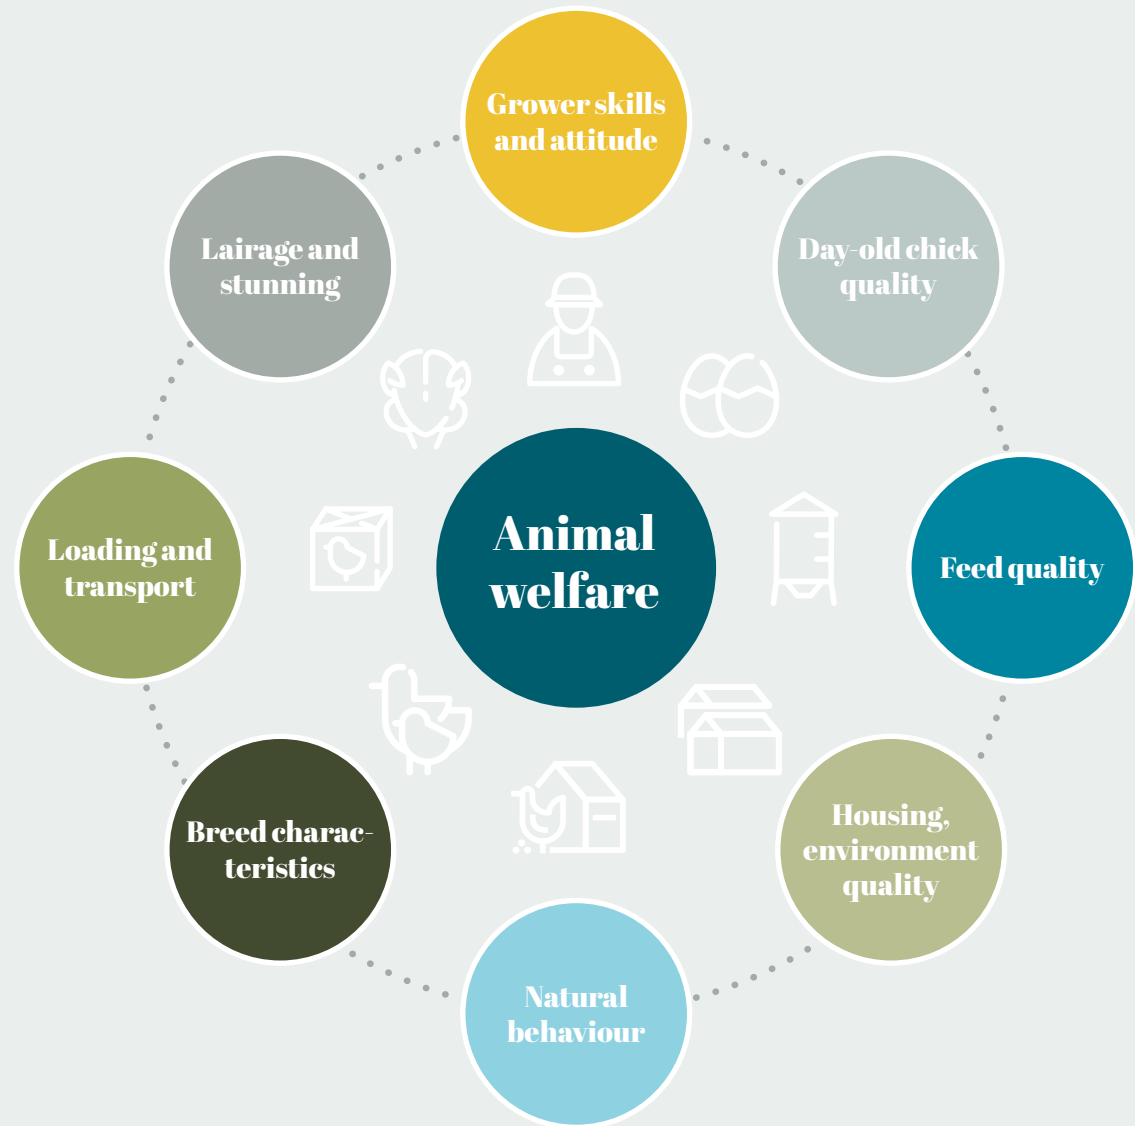 Grower skills
and attitude
Day-old chick
quality
Feed quality
Housing,
environment
quality
Natural
behaviour
Breed charac-
teristics
Loading and
transport
Lairage and
stunning
Animal
welfare